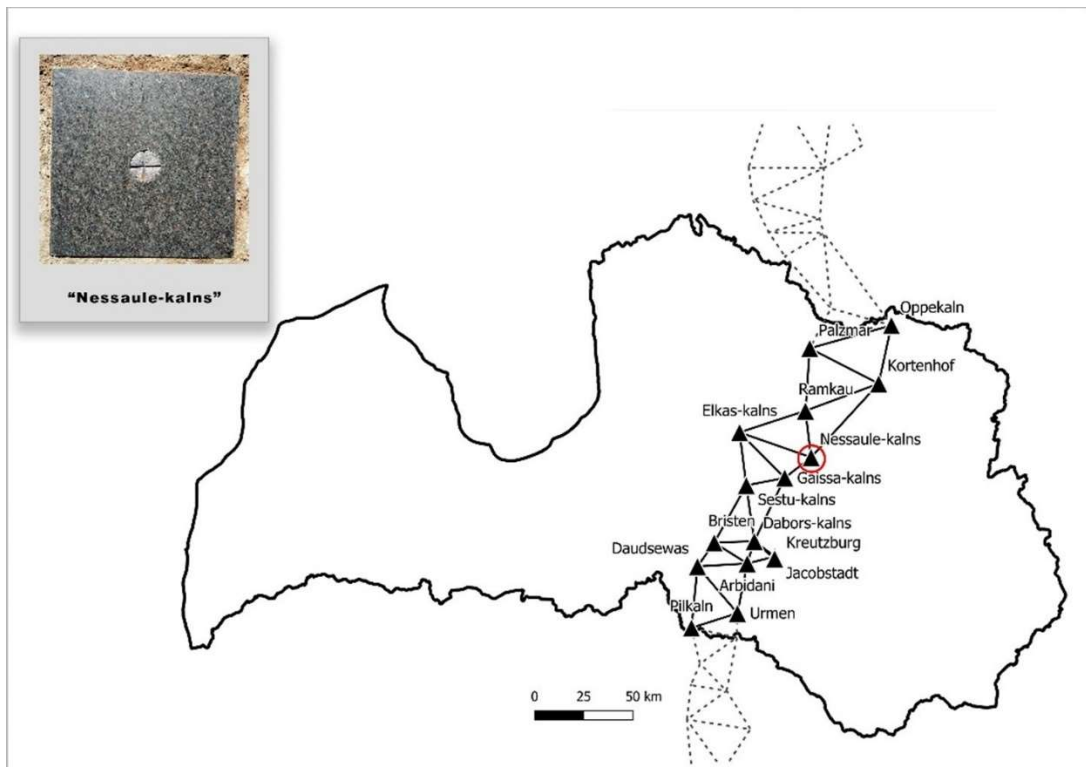 “Nessaule-kalns”
Oppekaln
Palzmar
Kortenhof
Ramkau
Elkas-kalns
Nessaule-kalns
Gaissa-kalns
Sestu-kalns
Bristen
Dabors-kalns
Kreutzburg
Daudsewas
Jacobstadt
Arbidani
Pilkaln
Urmen
0 25 50 km